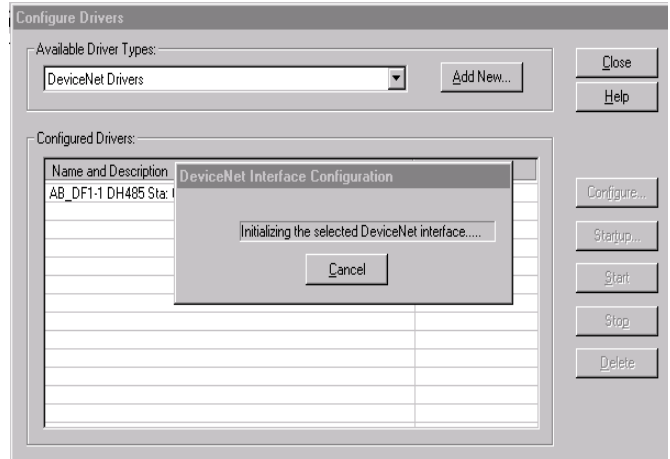 Configure Drivers
Available Driver Types:
DeviceNet Drivers
Add New...
Close
Help
Configured Drivers:
Name and Description
AB_DF1-1 DH485 Sta:
DeviceNet Interface Configuration
Initializing the selected DeviceNet interface.....
Cancel
Configure...
Startup...
Start
Stop
Delete